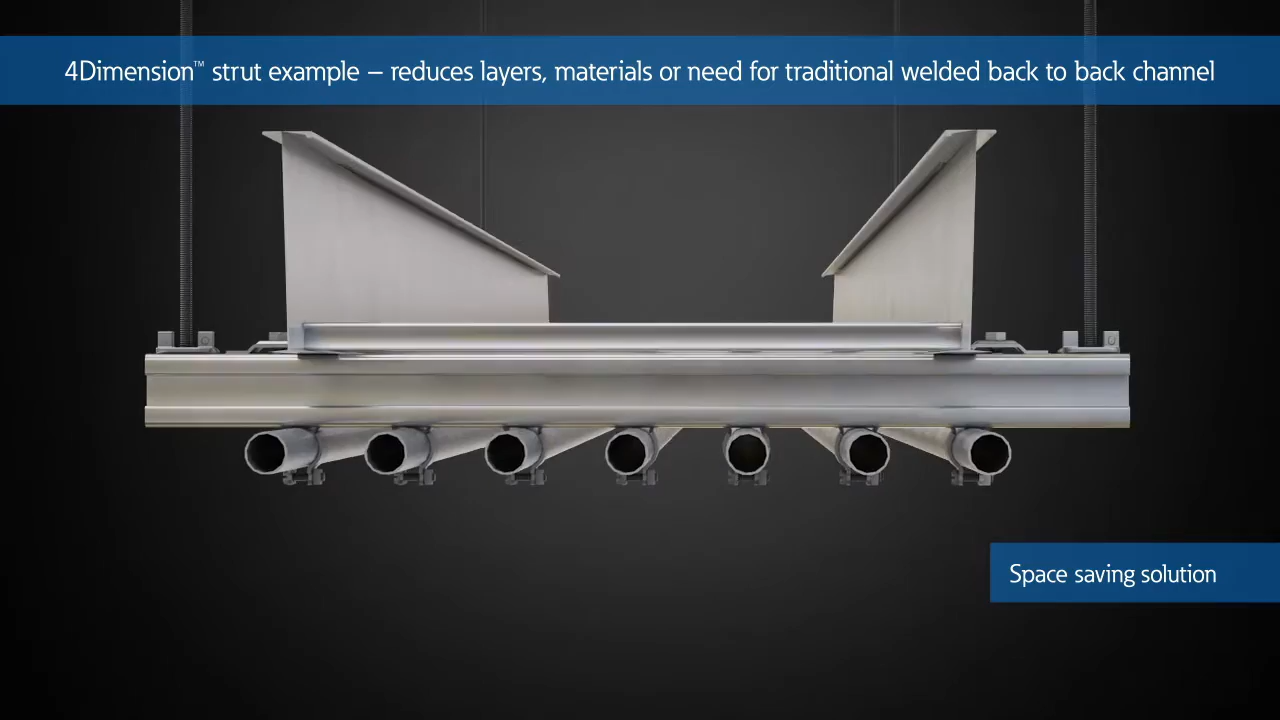 4Dimension™ strut example – reduces layers, materials or need for traditional welded back to back channel
Space saving solution